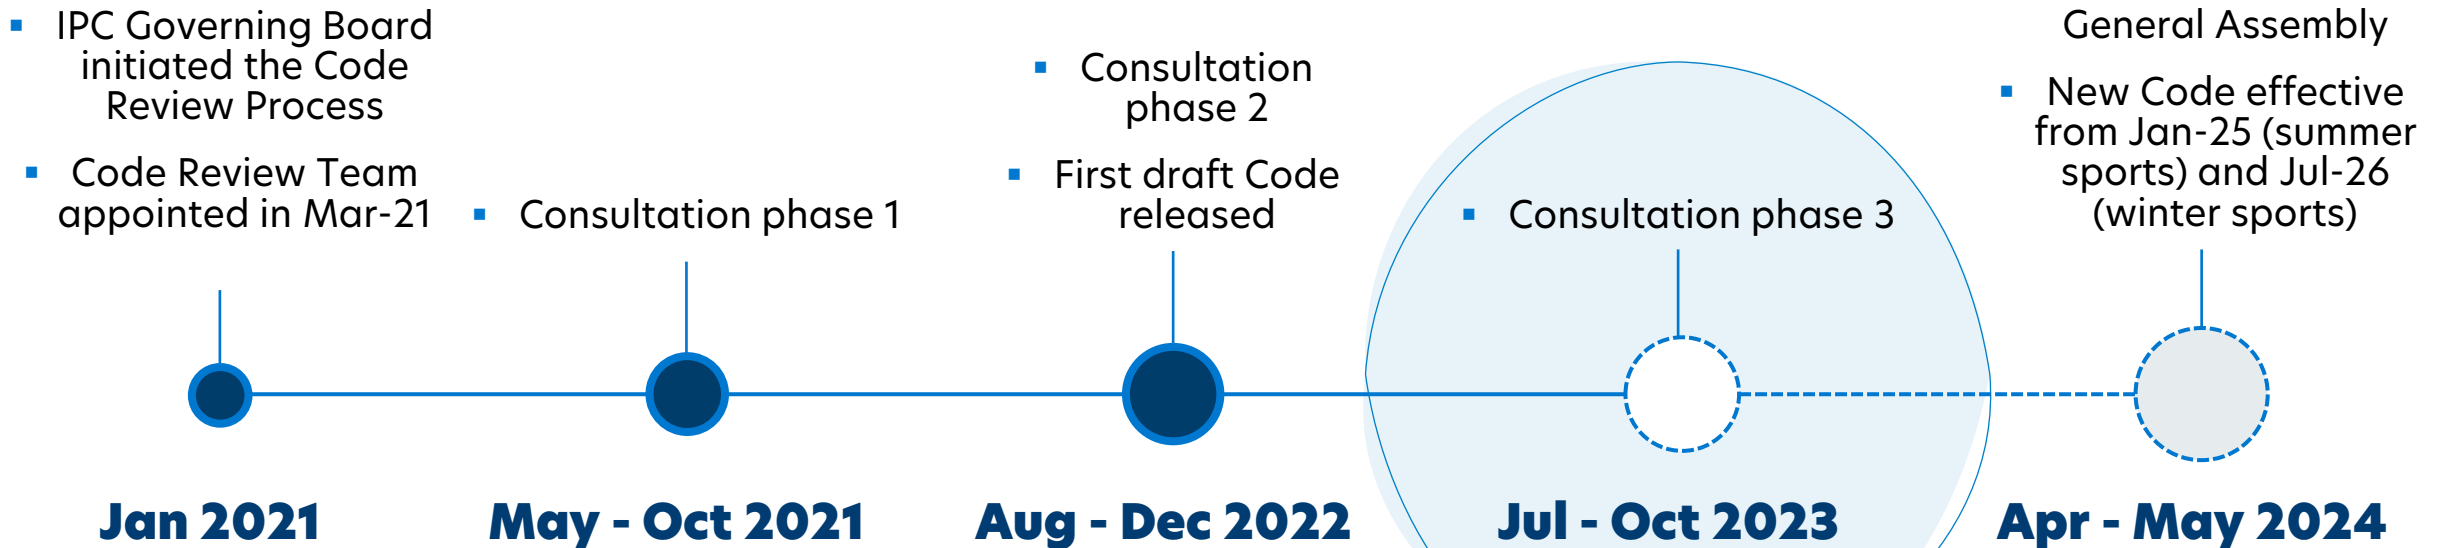 ▪ IPC Governing Board
initiated the Code
Review Process
▪ Code Review Team
appointed in Mar-21
▪ Consultation phase 1
▪ Consultation
phase 2
▪ First draft Code
released
▪ Consultation phase 3
General Assembly
▪ New Code effective
from Jan-25 (summer
sports) and Jul-26
(winter sports)
Jan 2021
May - Oct 2021
Aug - Dec 2022
Jul - Oct 2023
Apr - May 2024